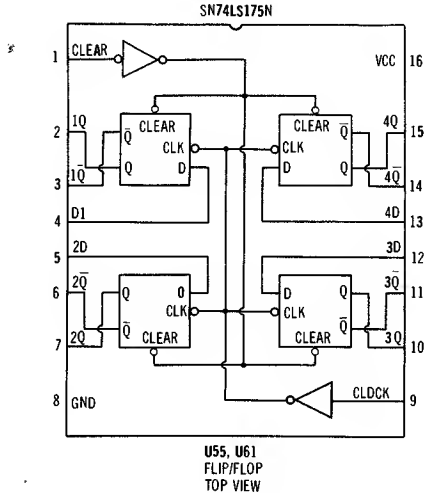 SN74LS175N
1 CLEAR
VCC 16
2 1Q
Q̅ CLEAR
CLEAR Q̅
4Q 15
CLK
CLK
Q
D
D
Q
3 1Q̅
4Q̅ 14
4 D1
4D 13
5 2D
3D 12
6 2Q̅
Q 0
D Q
3Q̅ 11
CLK
CLK
Q̅
Q̅
7 2Q
CLEAR
CLEAR
3Q 10
8 GND
CLDCK 9
U55, U61
FLIP/FLOP
TOP VIEW